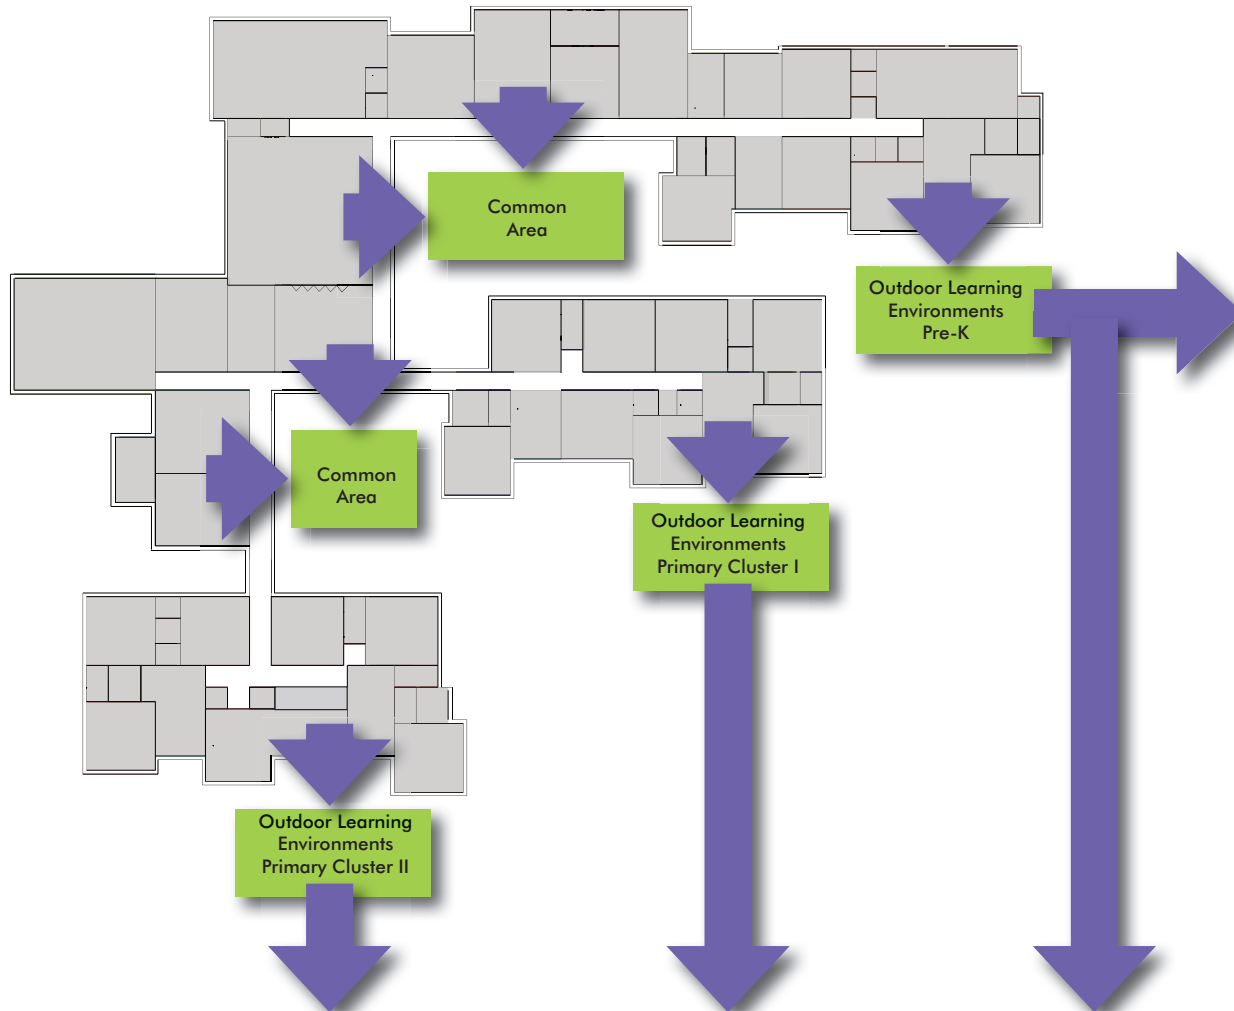 Common
Area
Outdoor Learning
Environments
Pre-K
Common
Area
Outdoor Learning
Environments
Primary Cluster I
Outdoor Learning
Environments
Primary Cluster II